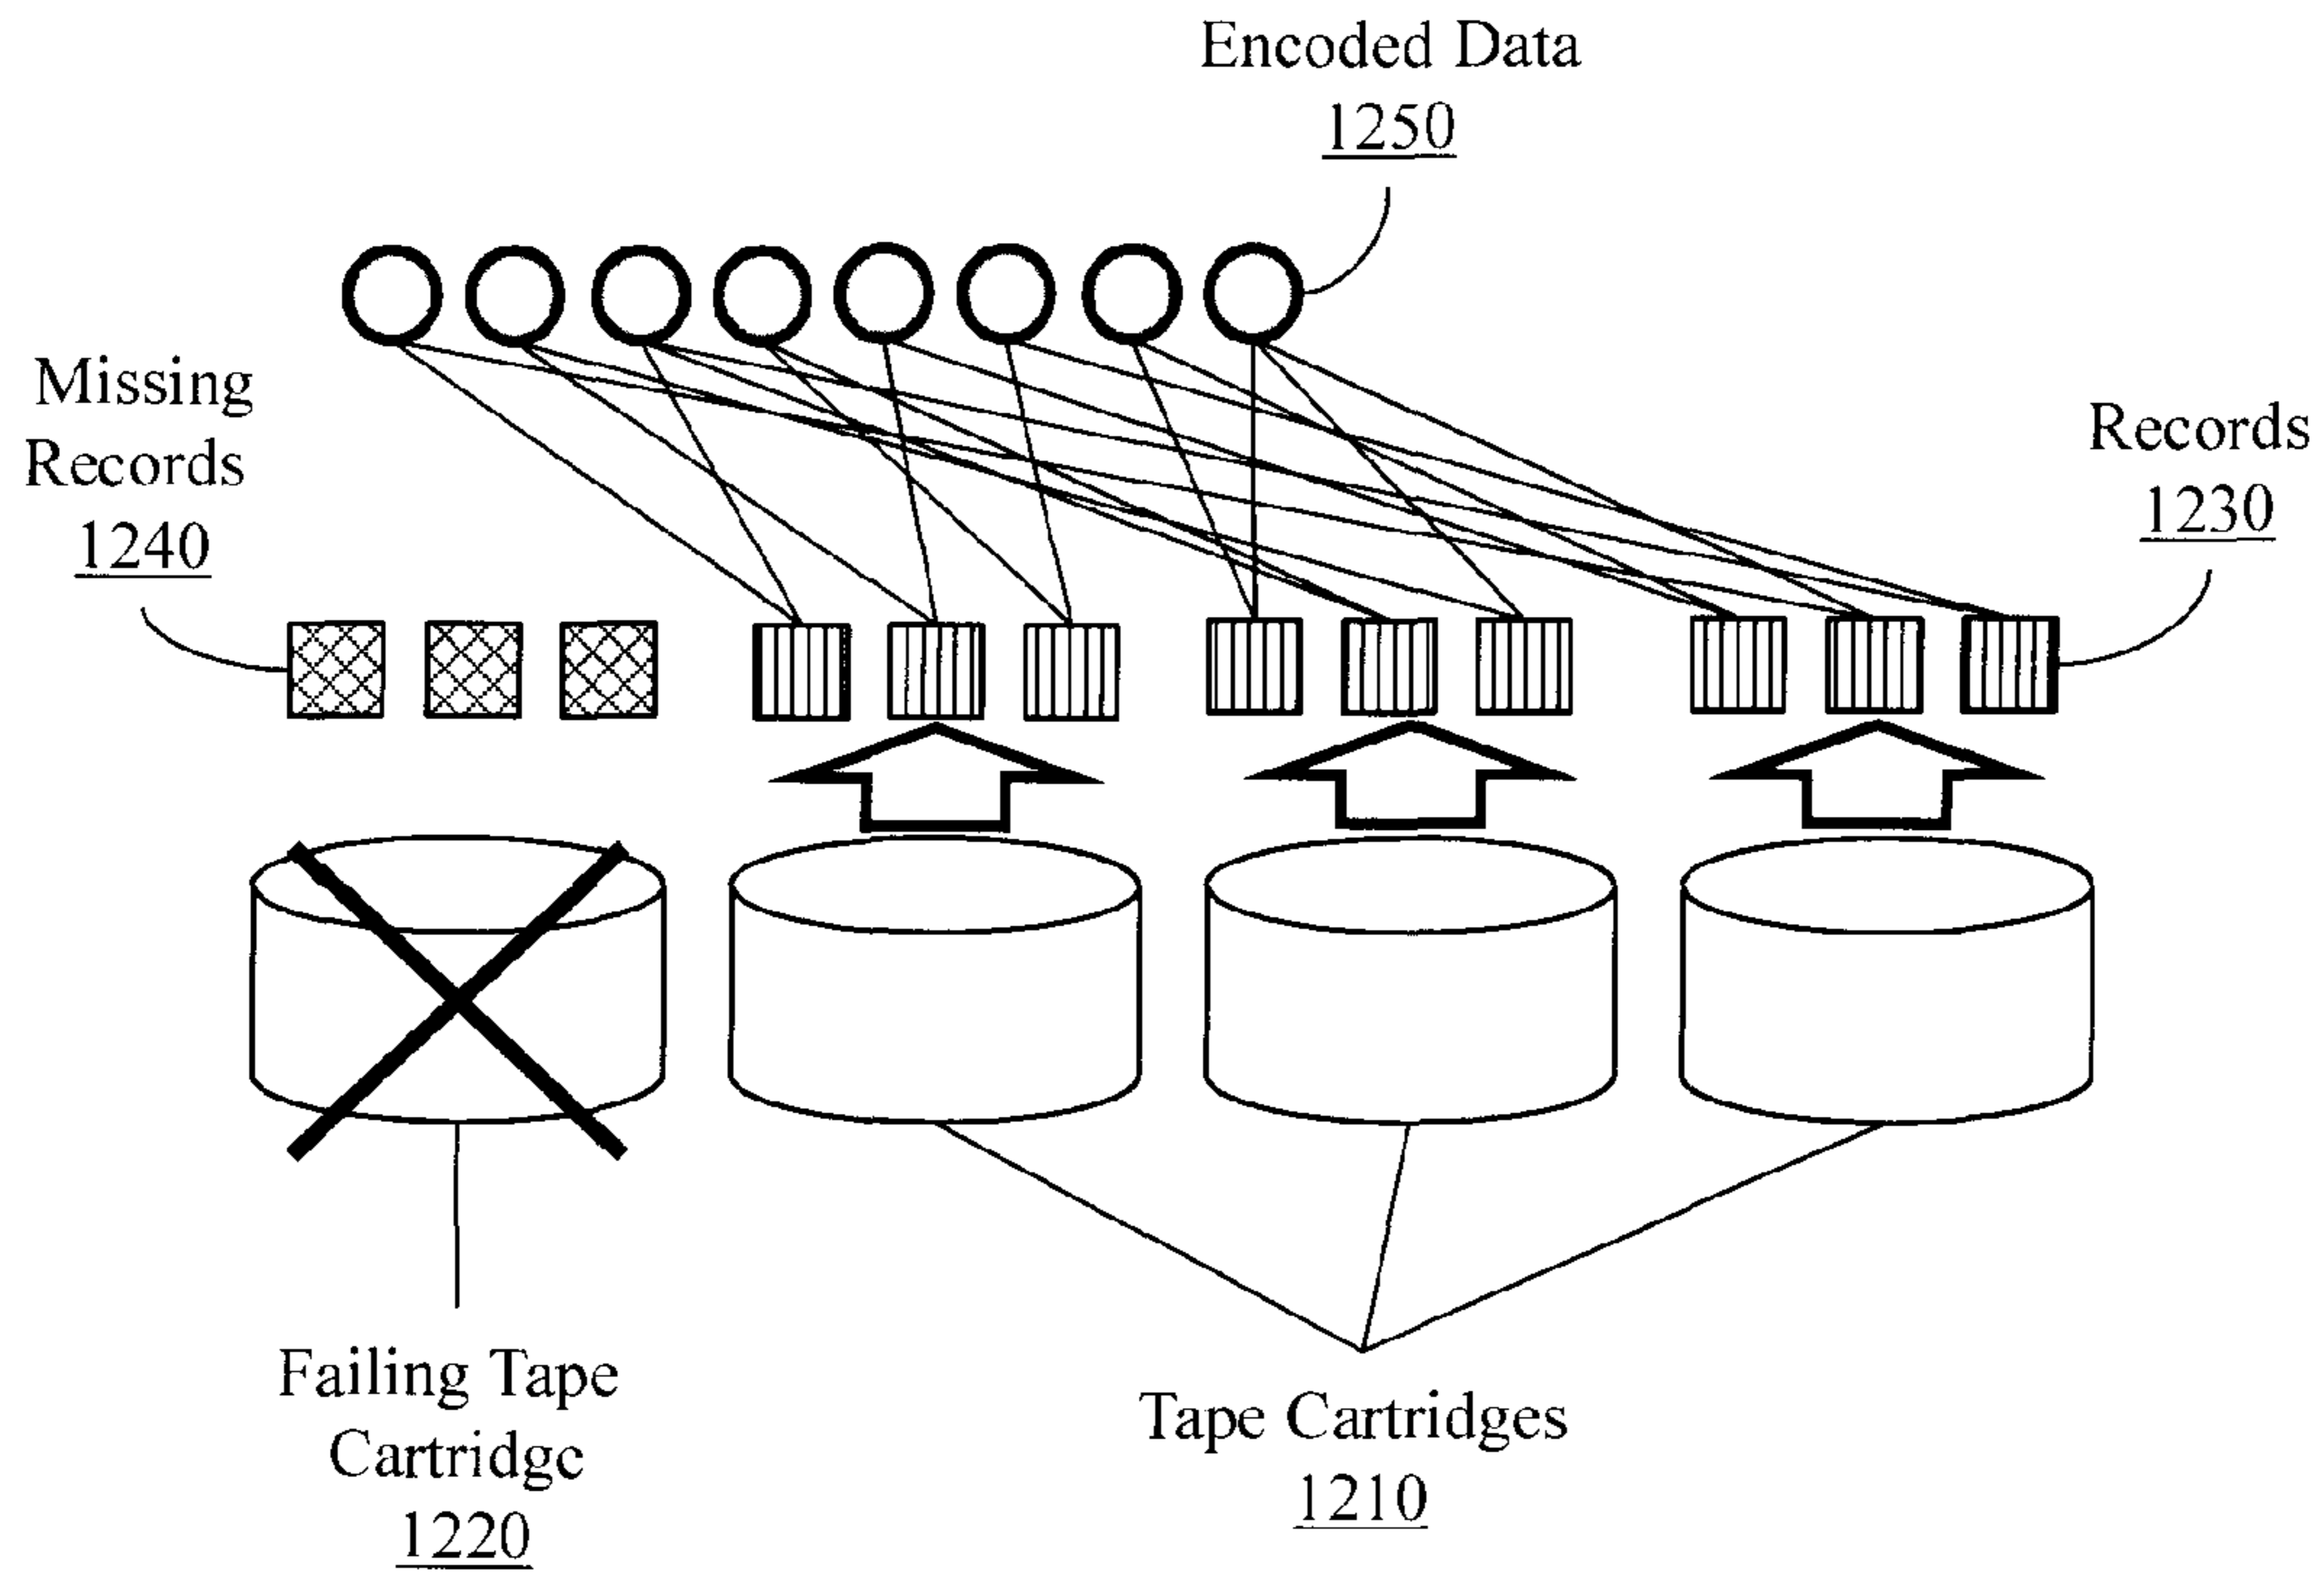 Encoded Data
1250
Missing
Records
1240
Records
1230
Failing Tape
Cartridge
1220
Tape Cartridges
1210